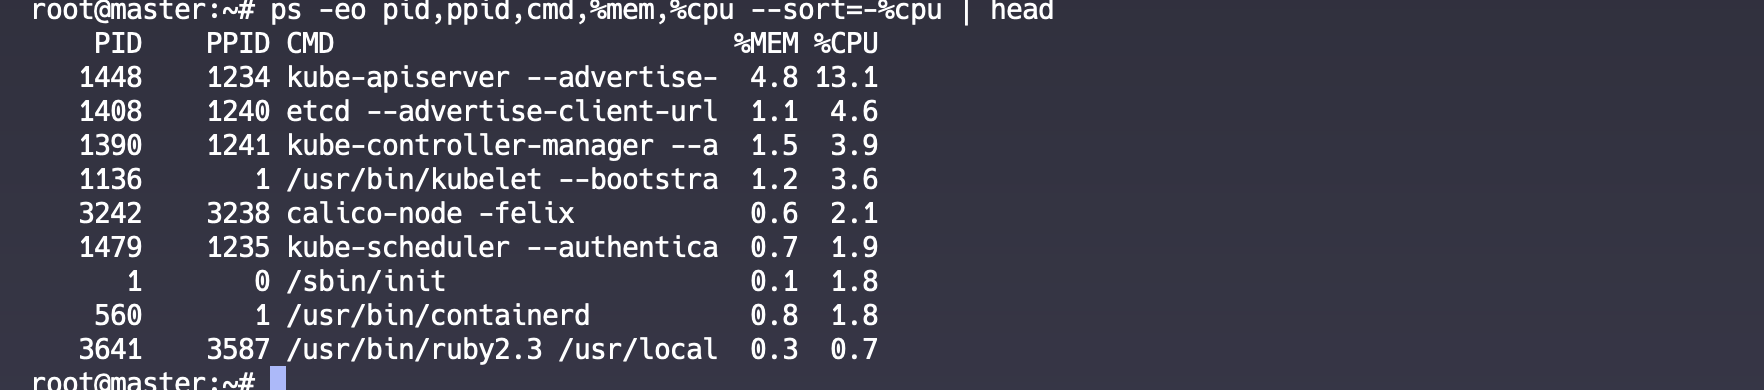 root@master:~# ps -eo pid,ppid,cmd,%mem,%cpu --sort=-%cpu | head
PID PPID CMD %MEM %CPU
1448 1234 kube-apiserver --advertise- 4.8 13.1
1408 1240 etcd --advertise-client-url 1.1 4.6
1390 1241 kube-controller-manager --a 1.5 3.9
1136 1 /usr/bin/kubelet --bootstra 1.2 3.6
3242 3238 calico-node -felix 0.6 2.1
1479 1235 kube-scheduler --authentica 0.7 1.9
1 0 /sbin/init 0.1 1.8
560 1 /usr/bin/containerd 0.8 1.8
3641 3587 /usr/bin/ruby2.3 /usr/local 0.3 0.7
root@master:~#